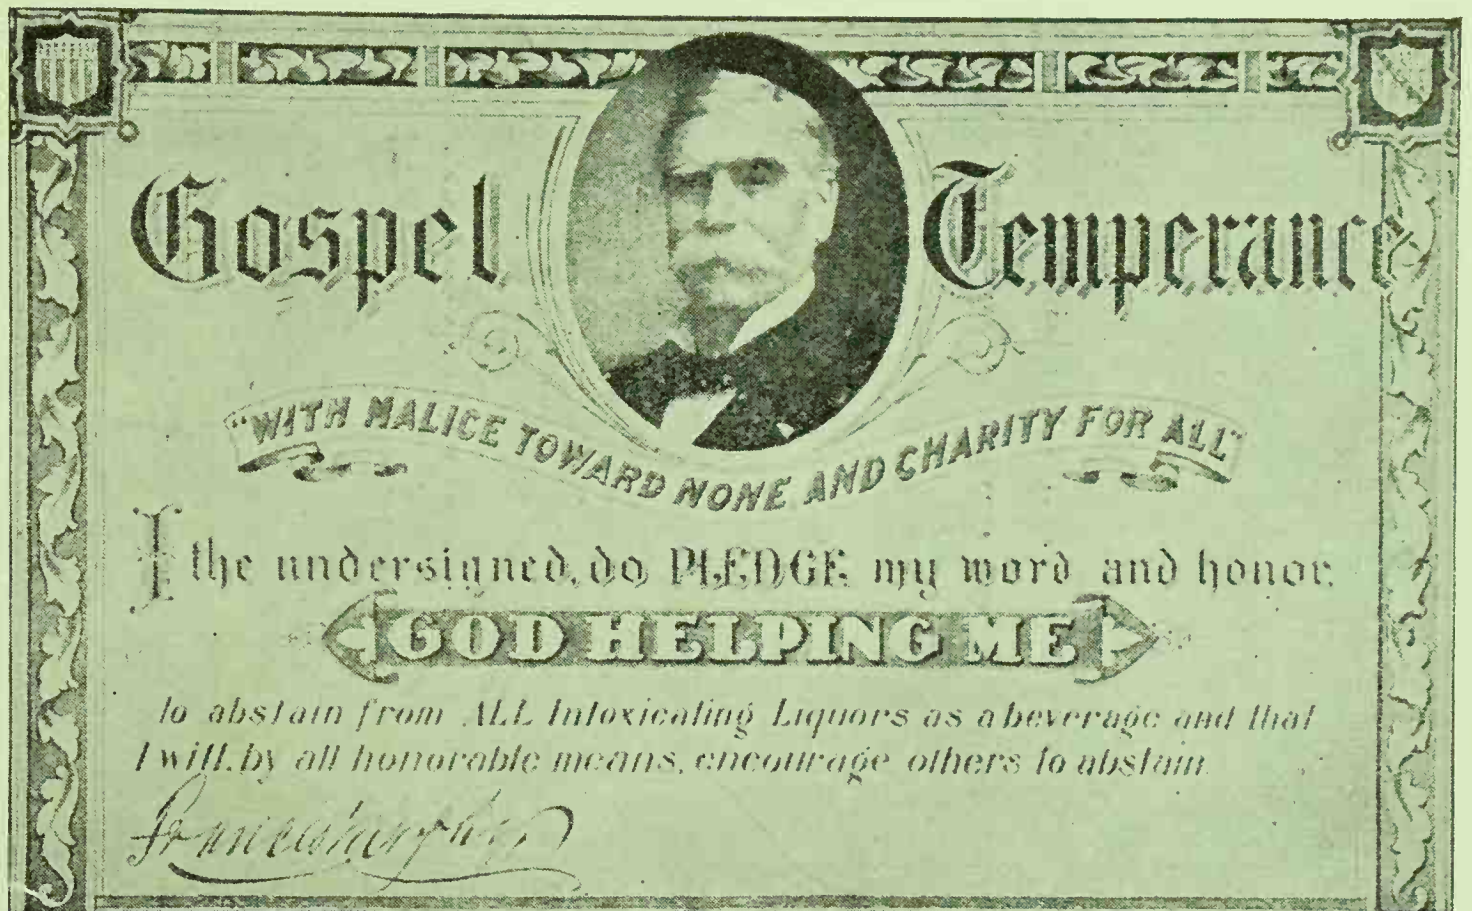 Gospel Temperance
"WITH MALICE TOWARD NONE AND CHARITY FOR ALL"
I the undersigned, do PLEDGE my word and honor,
GOD HELPING ME
to abstain from ALL Intoxicating Liquors as a beverage and that
I will, by all honorable means, encourage others to abstain
Francis Murphy